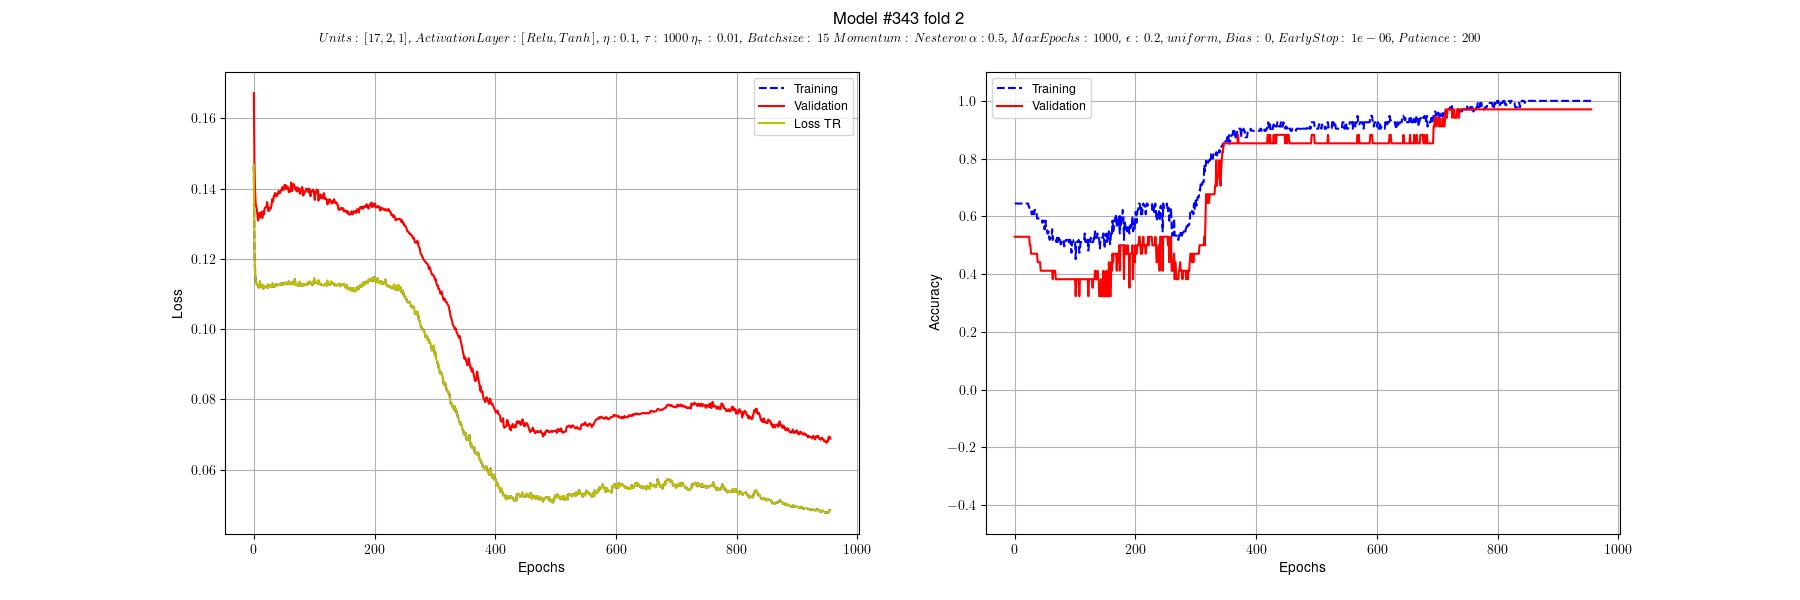 Model #343 fold 2
Units : [17, 2, 1], ActivationLayer : [Relu, Tanh], η : 0.1, τ : 1000 η_τ : 0.01, Batchsize : 15 Momentum : Nesterov α : 0.5, MaxEpochs : 1000, ϵ : 0.2, uniform, Bias : 0, EarlyStop : 1e − 06, Patience : 200
Training
Validation
Loss TR
0.16
0.14
0.12
0.10
0.08
0.06
Loss
0
200
400
600
800
1000
Epochs
Training
Validation
1.0
0.8
0.6
0.4
0.2
0.0
−0.2
−0.4
Accuracy
0
200
400
600
800
1000
Epochs